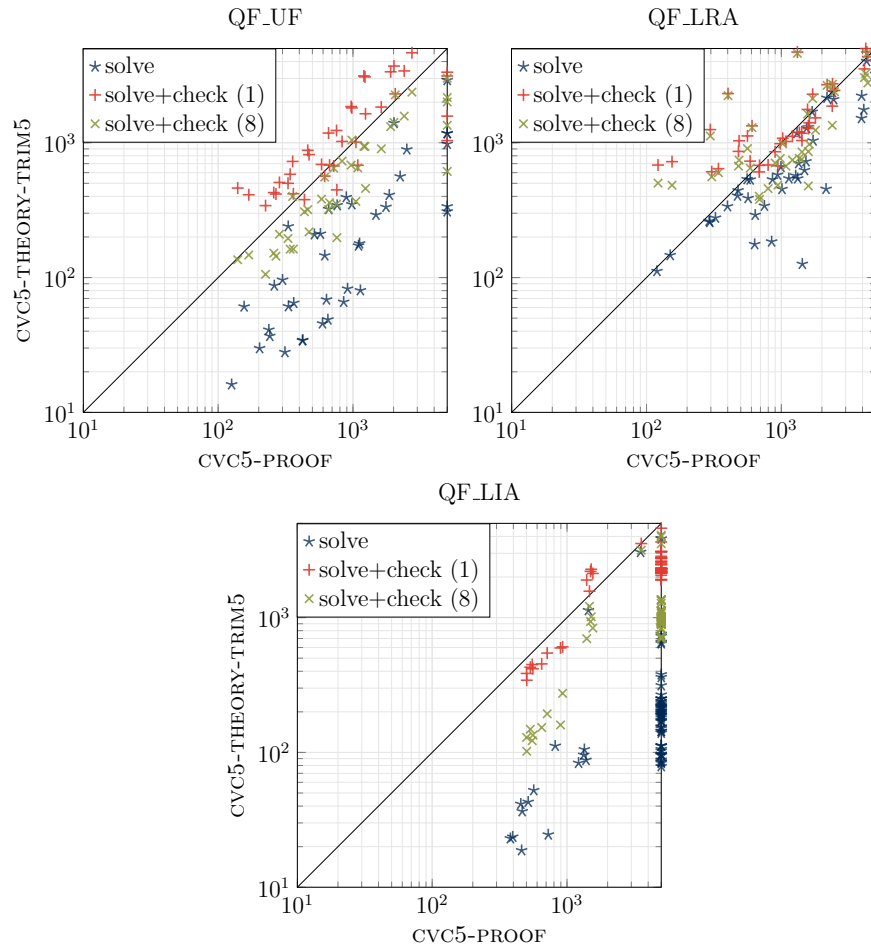 QF_UF
solve
solve+check (1)
solve+check (8)
10^1
10^2
10^3
10^1
10^2
10^3
CVC5-PROOF
CVC5-THEORY-TRIM5
QF_LRA
solve
solve+check (1)
solve+check (8)
10^1
10^2
10^3
10^1
10^2
10^3
CVC5-PROOF
QF_LIA
solve
solve+check (1)
solve+check (8)
10^1
10^2
10^3
10^1
10^2
10^3
CVC5-PROOF
CVC5-THEORY-TRIM5